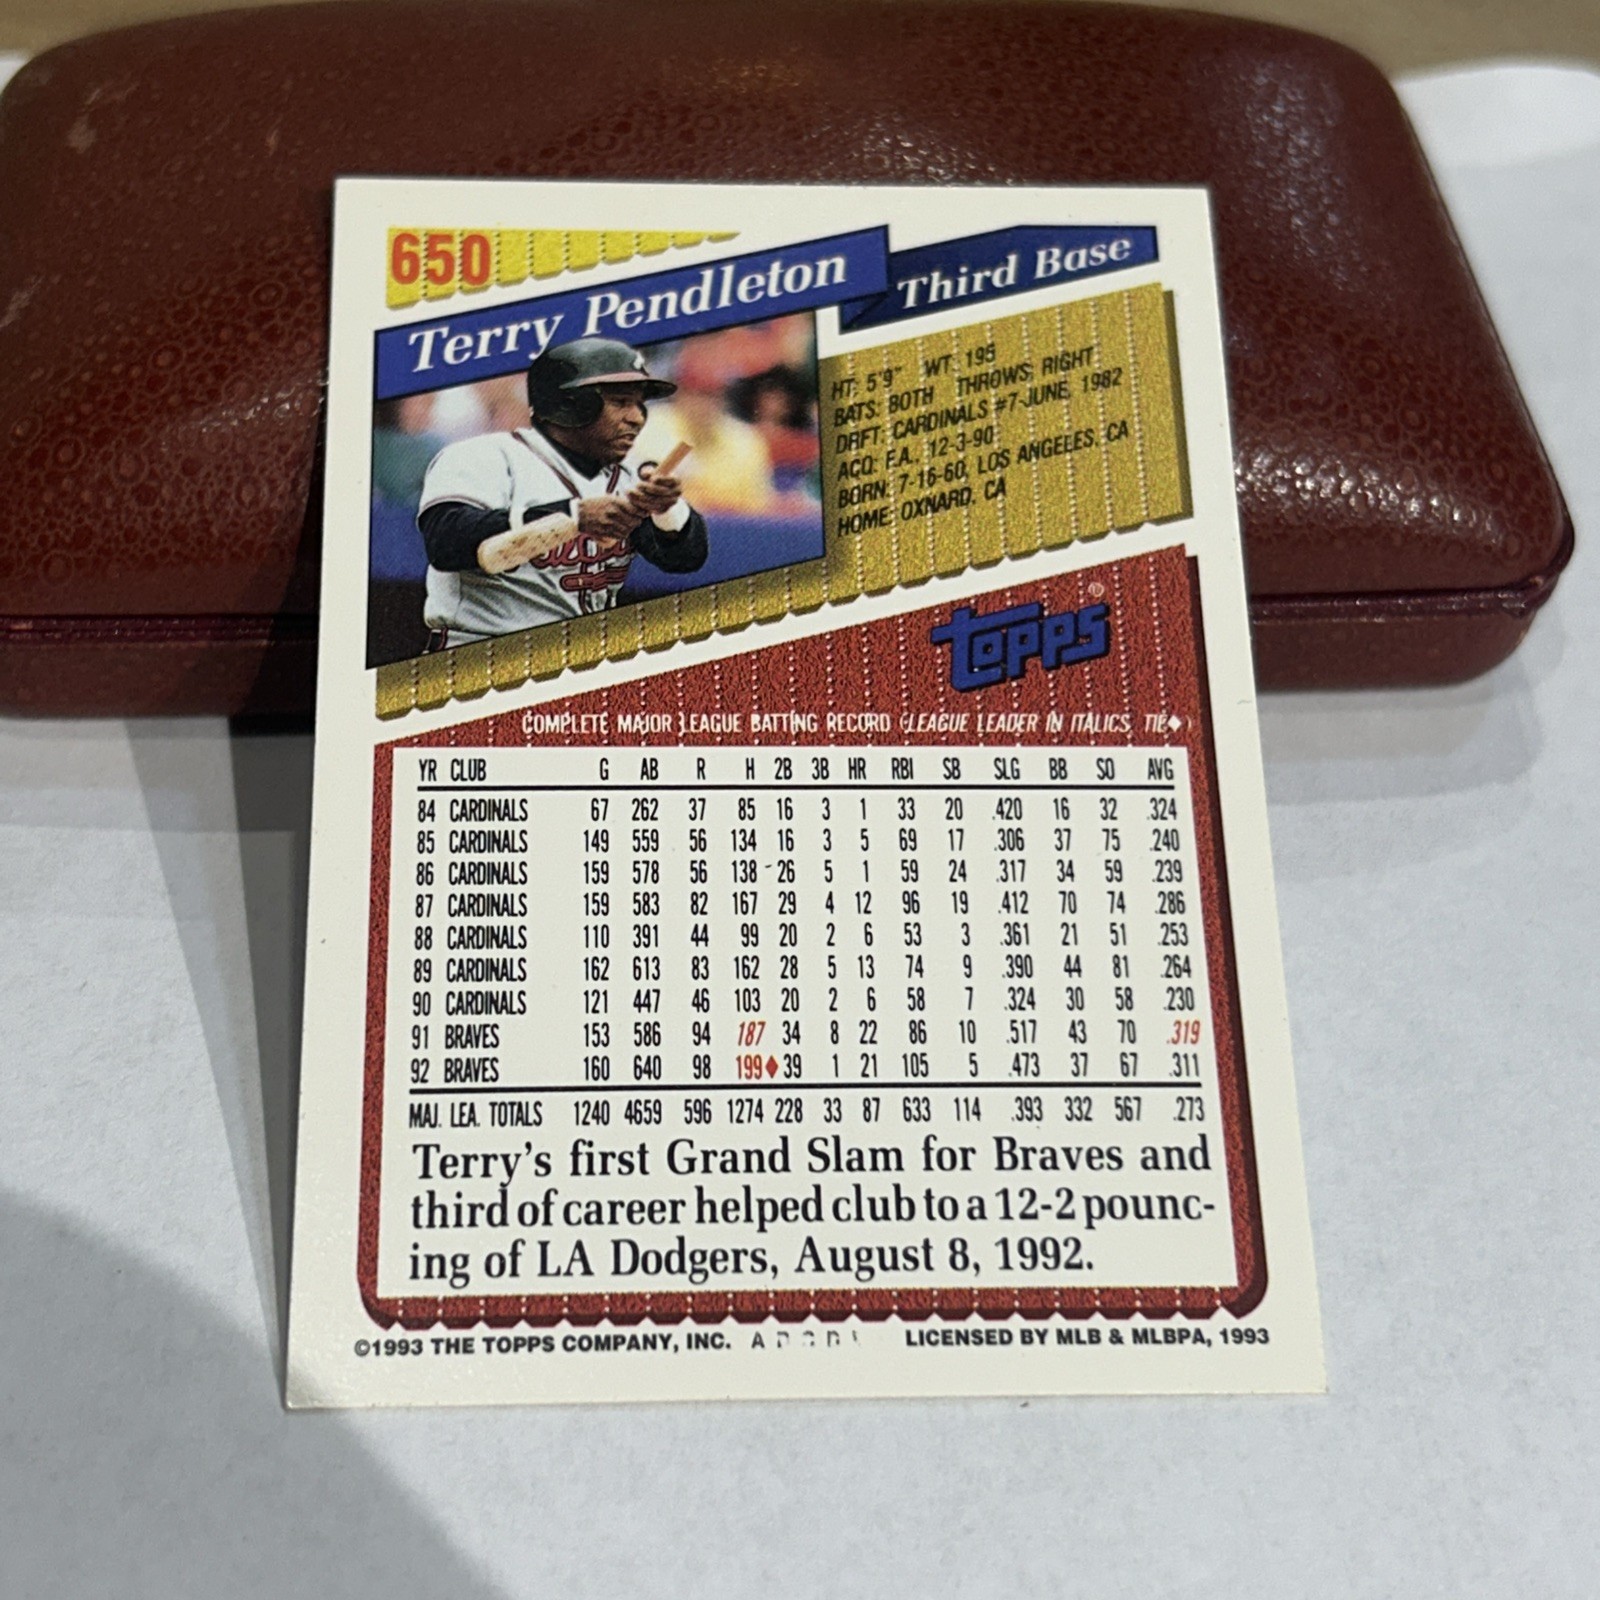 650
Terry Pendleton
Third Base
HT: 5'9" WT: 195
BATS: BOTH THROWS: RIGHT
DRFT: CARDINALS #7-JUNE, 1982
ACQ: F.A., 12-3-90
BORN: 7-16-60, LOS ANGELES, CA
HOME: OXNARD, CA
topps®
COMPLETE MAJOR LEAGUE BATTING RECORD (LEAGUE LEADER IN ITALICS, TIE♦)
YR CLUB G AB R H 2B 3B HR RBI SB SLG BB SO AVG
84 CARDINALS 67 262 37 85 16 3 1 33 20 .420 16 32 .324
85 CARDINALS 149 559 56 134 16 3 5 69 17 .306 37 75 .240
86 CARDINALS 159 578 56 138 26 5 1 59 24 .317 34 59 .239
87 CARDINALS 159 583 82 167 29 4 12 96 19 .412 70 74 .286
88 CARDINALS 110 391 44 99 20 2 6 53 3 .361 21 51 .253
89 CARDINALS 162 613 83 162 28 5 13 74 9 .390 44 81 .264
90 CARDINALS 121 447 46 103 20 2 6 58 7 .324 30 58 .230
91 BRAVES 153 586 94 187 34 8 22 86 10 .517 43 70 .319
92 BRAVES 160 640 98 199♦ 39 1 21 105 5 .473 37 67 .311
MAJ. LEA. TOTALS 1240 4659 596 1274 228 33 87 633 114 .393 332 567 .273
Terry's first Grand Slam for Braves and
third of career helped club to a 12-2 pounc-
ing of LA Dodgers, August 8, 1992.
©1993 THE TOPPS COMPANY, INC. LICENSED BY MLB & MLBPA, 1993